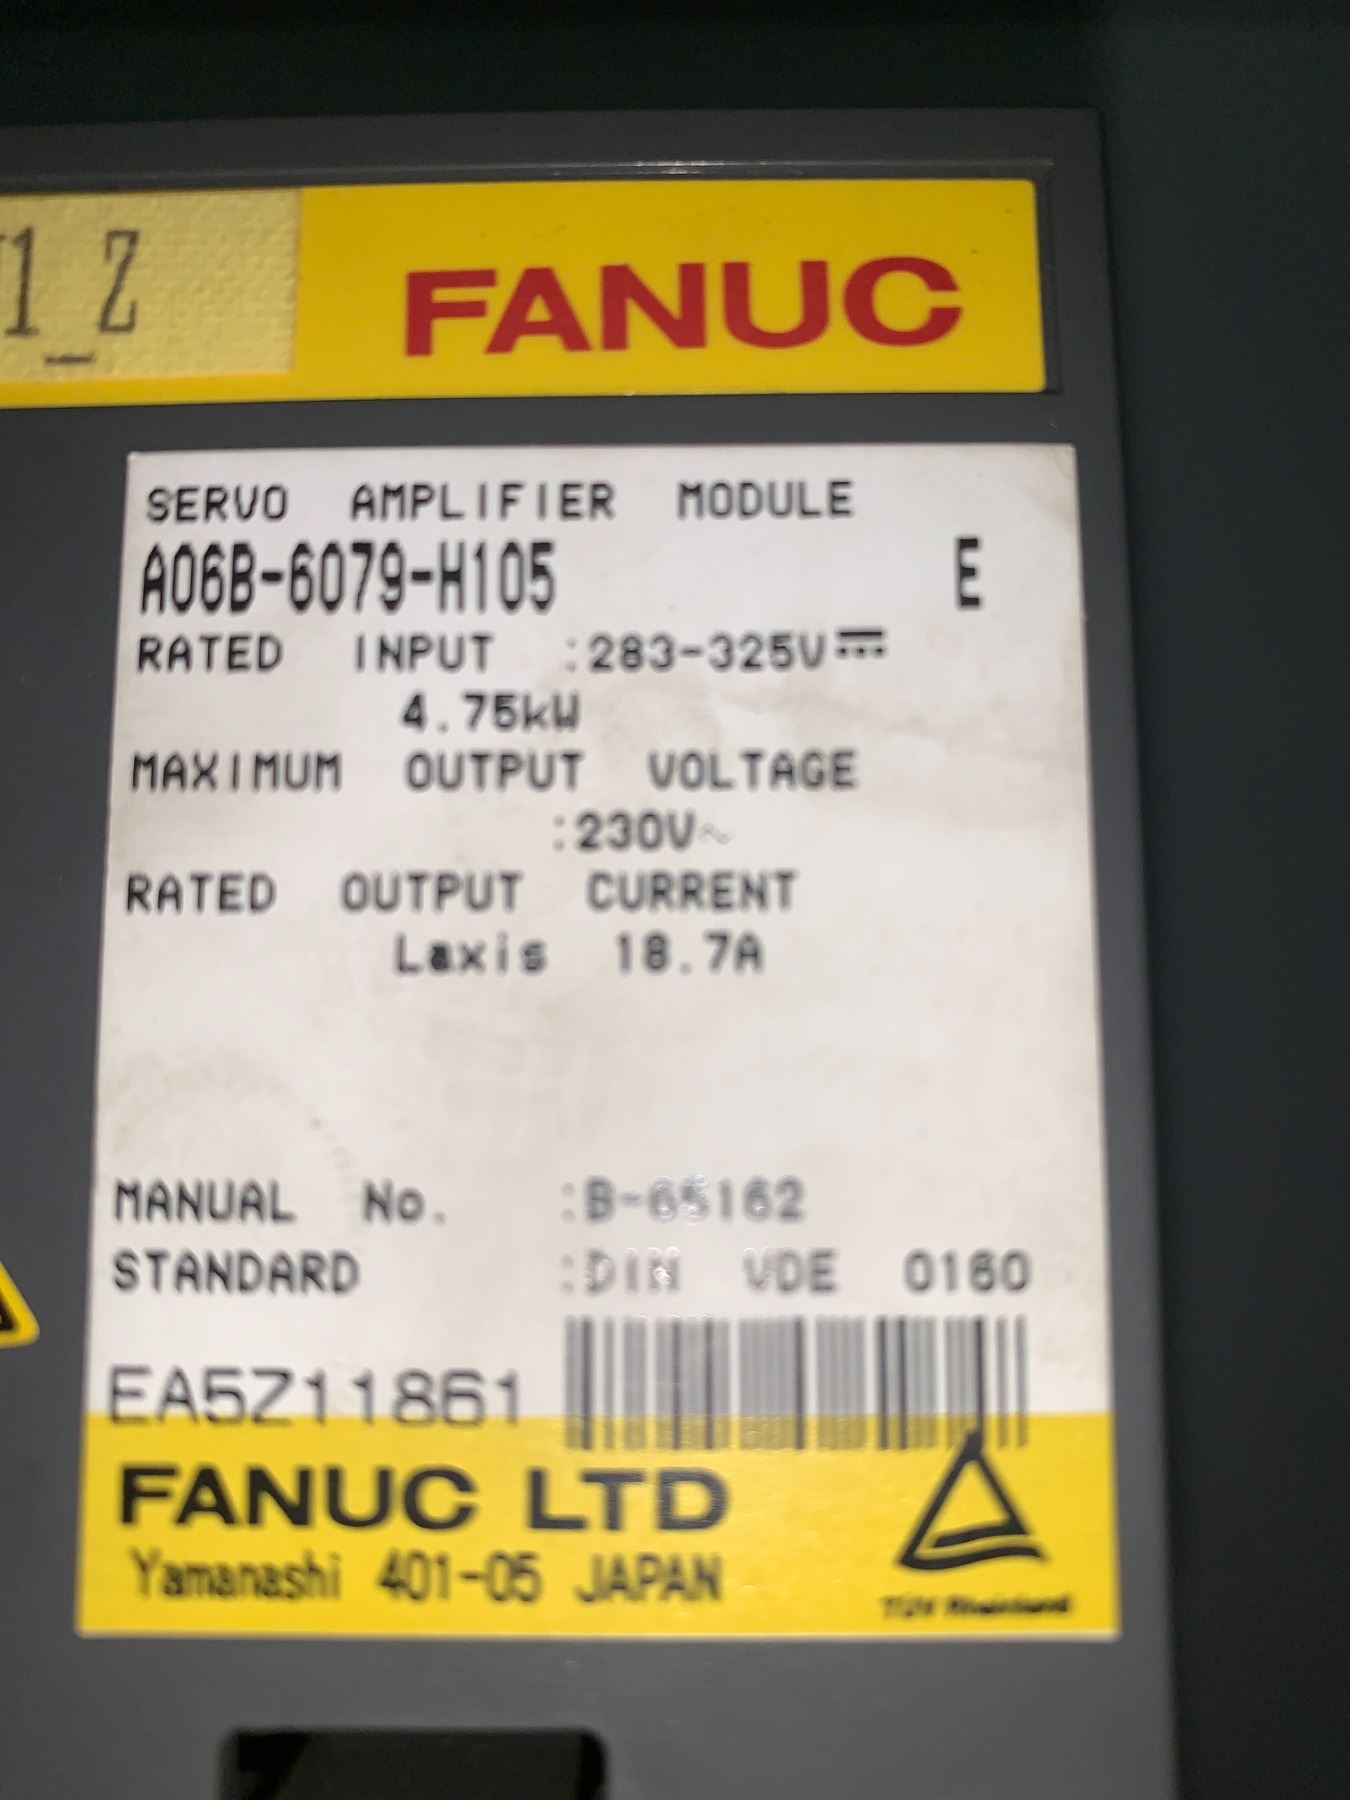 1_Z
FANUC
SERVO AMPLIFIER MODULE
A06B-6079-H105 E
RATED INPUT :283-325V⎓
4.75kW
MAXIMUM OUTPUT VOLTAGE
:230V~
RATED OUTPUT CURRENT
Laxis 18.7A
MANUAL No. :B-65162
STANDARD :DIN VDE 0160
EA5Z11861
FANUC LTD
Yamanashi 401-05 JAPAN
TÜV Rheinland